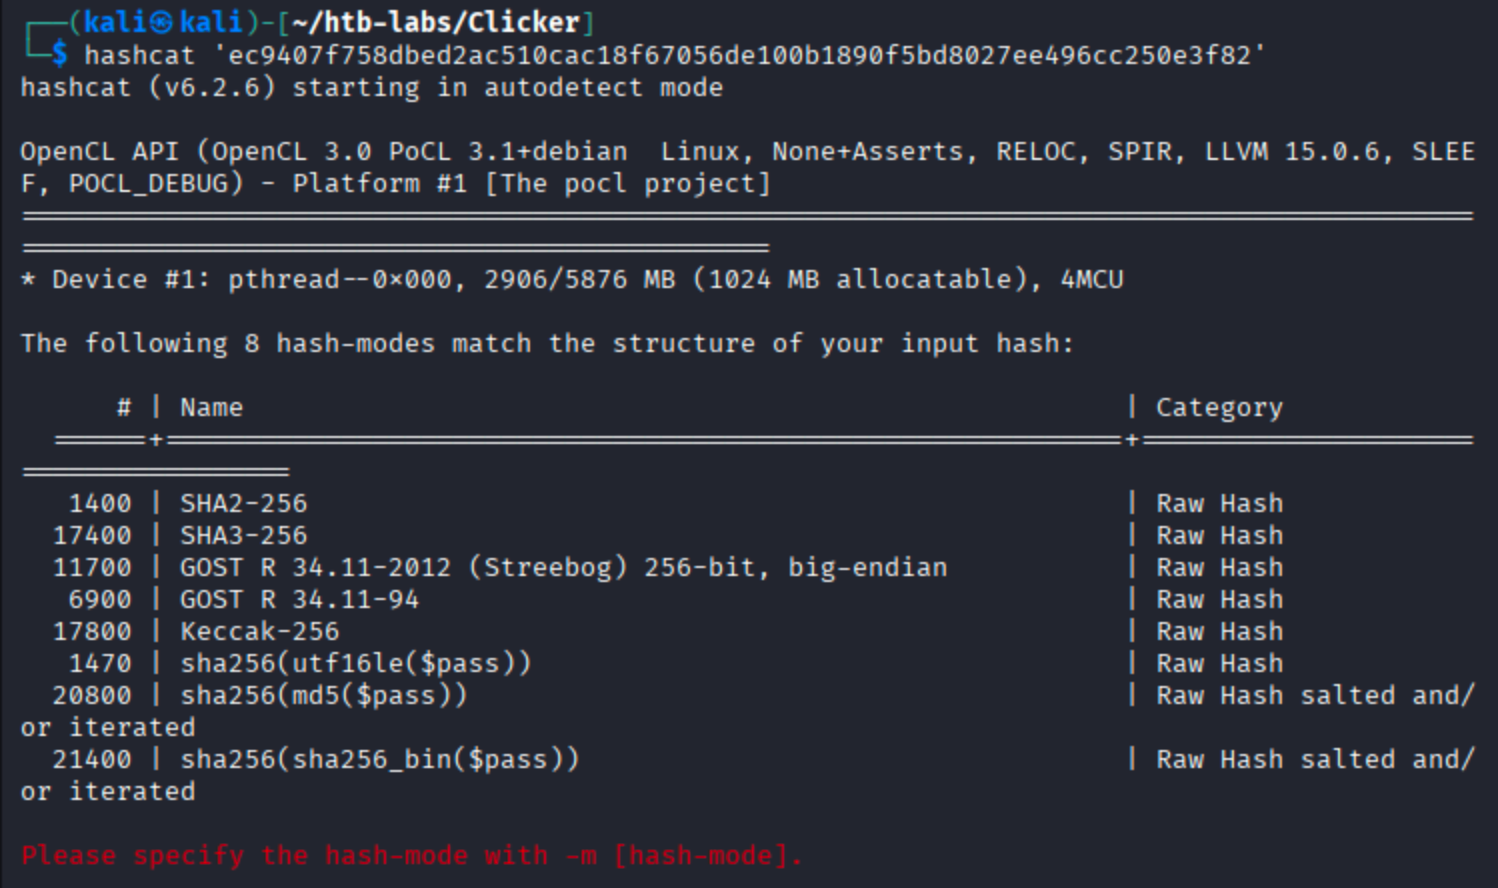 ┌──(kali㉿kali)-[~/htb-labs/Clicker]
└─$ hashcat 'ec9407f758dbed2ac510cac18f67056de100b1890f5bd8027ee496cc250e3f82'
hashcat (v6.2.6) starting in autodetect mode
OpenCL API (OpenCL 3.0 PoCL 3.1+debian  Linux, None+Asserts, RELOC, SPIR, LLVM 15.0.6, SLEE
F, POCL_DEBUG) - Platform #1 [The pocl project]
* Device #1: pthread--0×000, 2906/5876 MB (1024 MB allocatable), 4MCU
The following 8 hash-modes match the structure of your input hash:
# | Name | Category
1400 | SHA2-256 | Raw Hash
17400 | SHA3-256 | Raw Hash
11700 | GOST R 34.11-2012 (Streebog) 256-bit, big-endian | Raw Hash
6900 | GOST R 34.11-94 | Raw Hash
17800 | Keccak-256 | Raw Hash
1470 | sha256(utf16le($pass)) | Raw Hash
20800 | sha256(md5($pass)) | Raw Hash salted and/
or iterated
21400 | sha256(sha256_bin($pass)) | Raw Hash salted and/
or iterated
Please specify the hash-mode with -m [hash-mode].